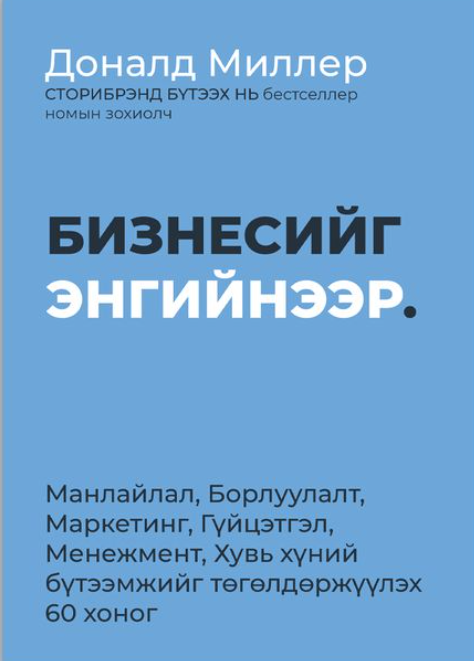 Доналд Миллер
СТОРИБРЭНД БҮТЭЭХ НЬ бестселлер
номын зохиолч
БИЗНЕСИЙГ
ЭНГИЙНЭЭР.
Манлайлал, Борлуулалт,
Маркетинг, Гүйцэтгэл,
Менежмент, Хувь хүний
бүтээмжийг төгөлдөржүүлэх
60 хоног